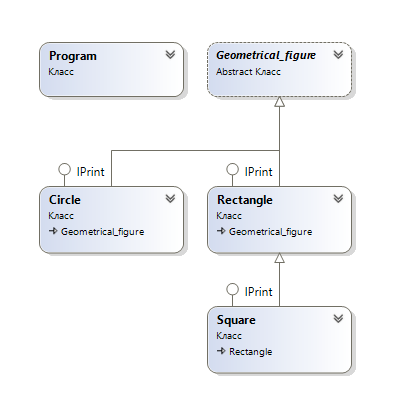 Program
Класс
Geometrical_figure
Abstract Класс
IPrint
IPrint
Circle
Класс
Geometrical_figure
Rectangle
Класс
Geometrical_figure
IPrint
Square
Класс
Rectangle